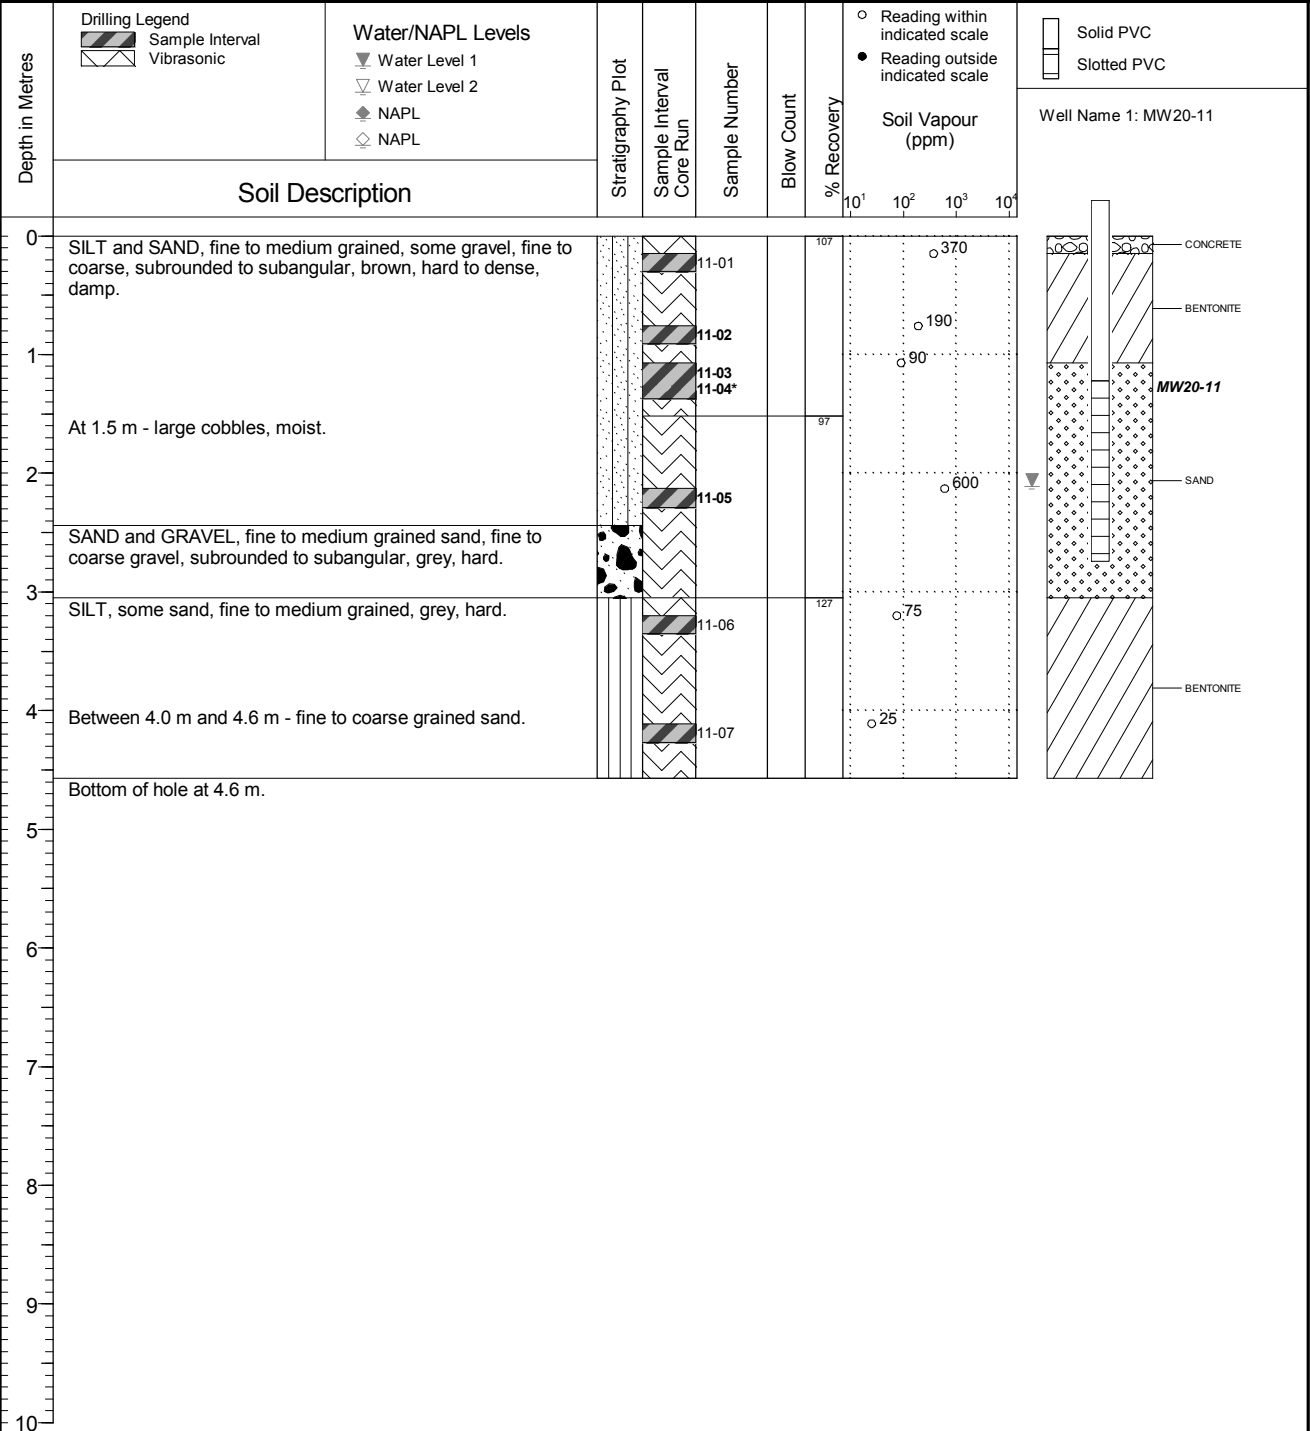 Depth in Metres
Drilling Legend
Sample Interval
Vibrasonic
Water/NAPL Levels
Water Level 1
Water Level 2
NAPL
NAPL
Soil Description
Stratigraphy Plot
Sample Interval
Core Run
Sample Number
Blow Count
% Recovery
Reading within
indicated scale
Reading outside
indicated scale
Soil Vapour
(ppm)
10¹ 10² 10³ 10⁴
Solid PVC
Slotted PVC
Well Name 1: MW20-11
0
SILT and SAND, fine to medium grained, some gravel, fine to
coarse, subrounded to subangular, brown, hard to dense,
damp.
11-01
107
370
CONCRETE
11-02
190
BENTONITE
1
11-03
11-04*
90
MW20-11
At 1.5 m - large cobbles, moist.
97
2
11-05
600
SAND
SAND and GRAVEL, fine to medium grained sand, fine to
coarse gravel, subrounded to subangular, grey, hard.
3
SILT, some sand, fine to medium grained, grey, hard.
11-06
127
75
BENTONITE
4
Between 4.0 m and 4.6 m - fine to coarse grained sand.
11-07
25
Bottom of hole at 4.6 m.
5
6
7
8
9
10